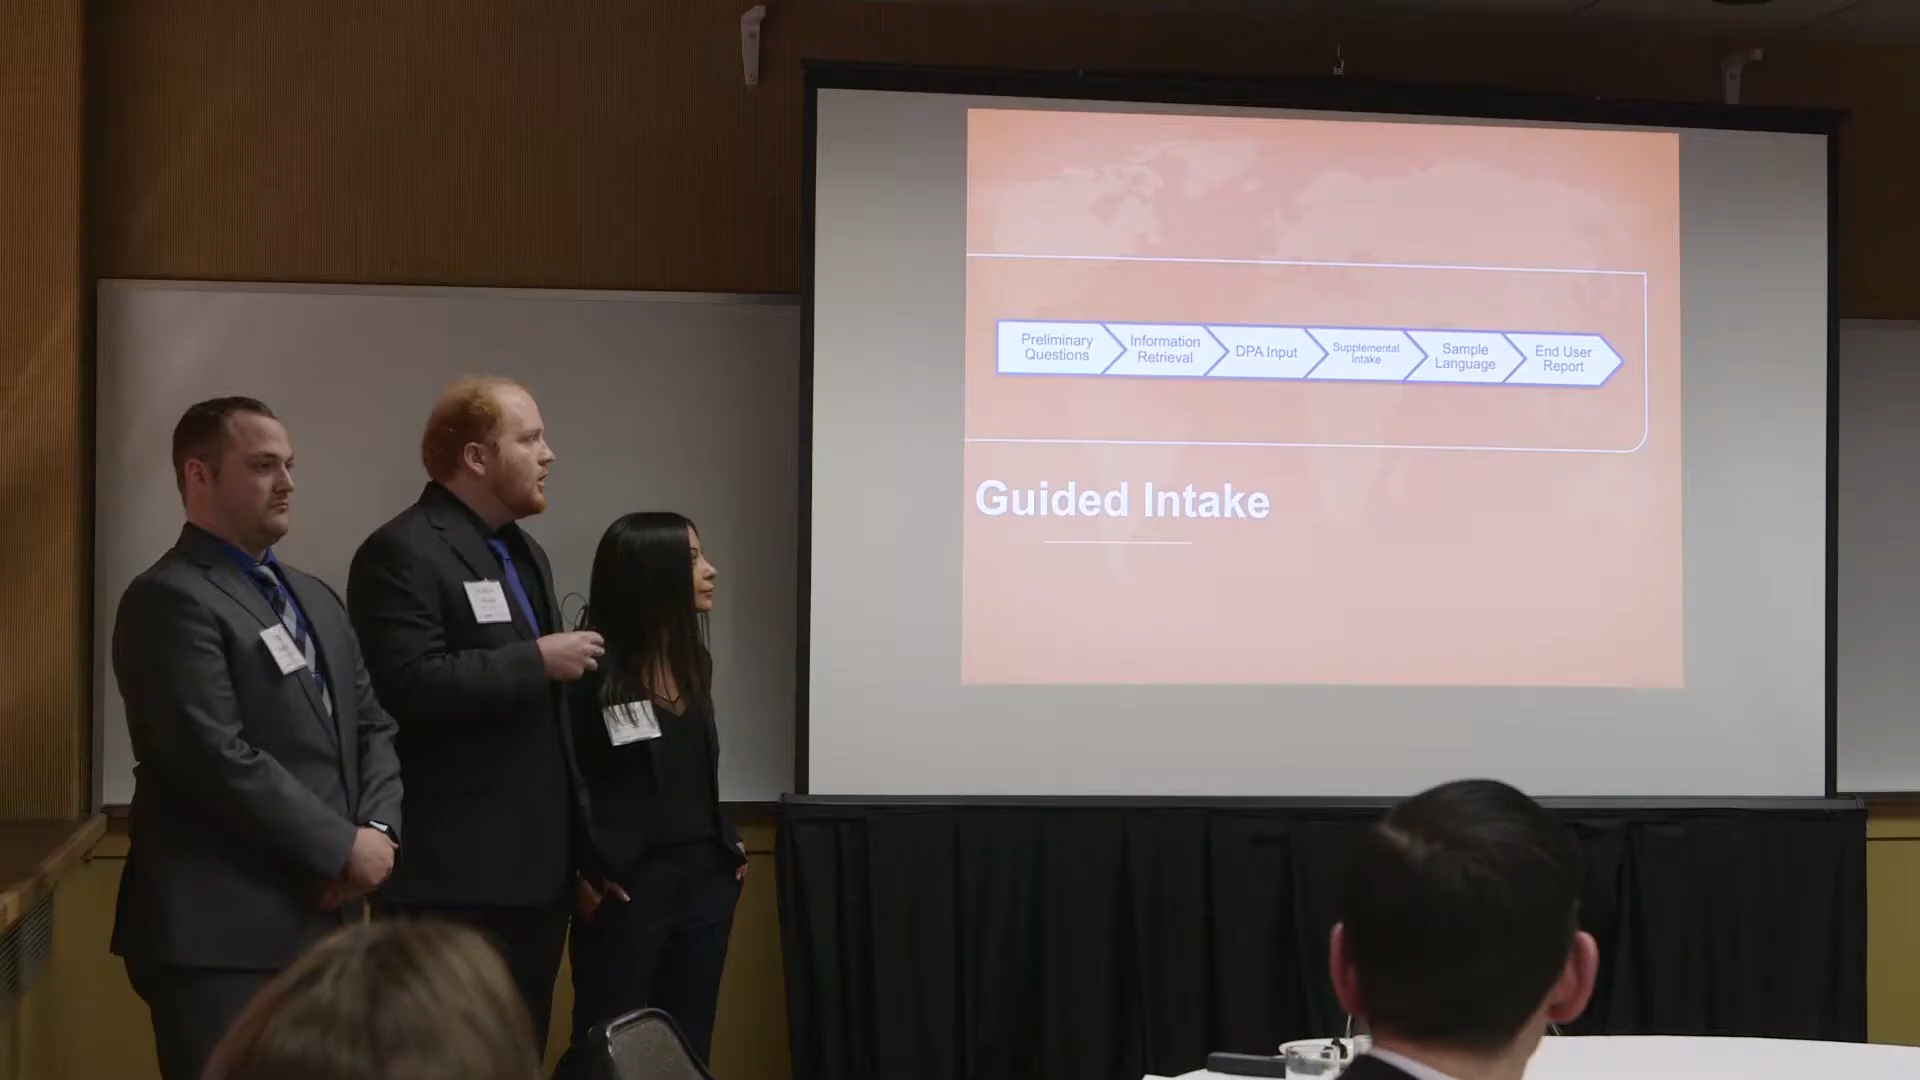 Preliminary
Questions
Information
Retrieval
DPA Input
Supplemental
Intake
Sample
Language
End User
Report
Guided Intake